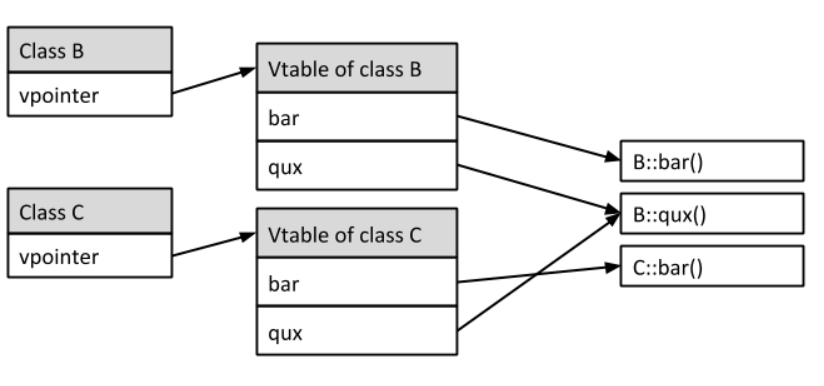 Class B
vpointer
Vtable of class B
bar
qux
Class C
vpointer
Vtable of class C
bar
qux
B::bar()
B::qux()
C::bar()